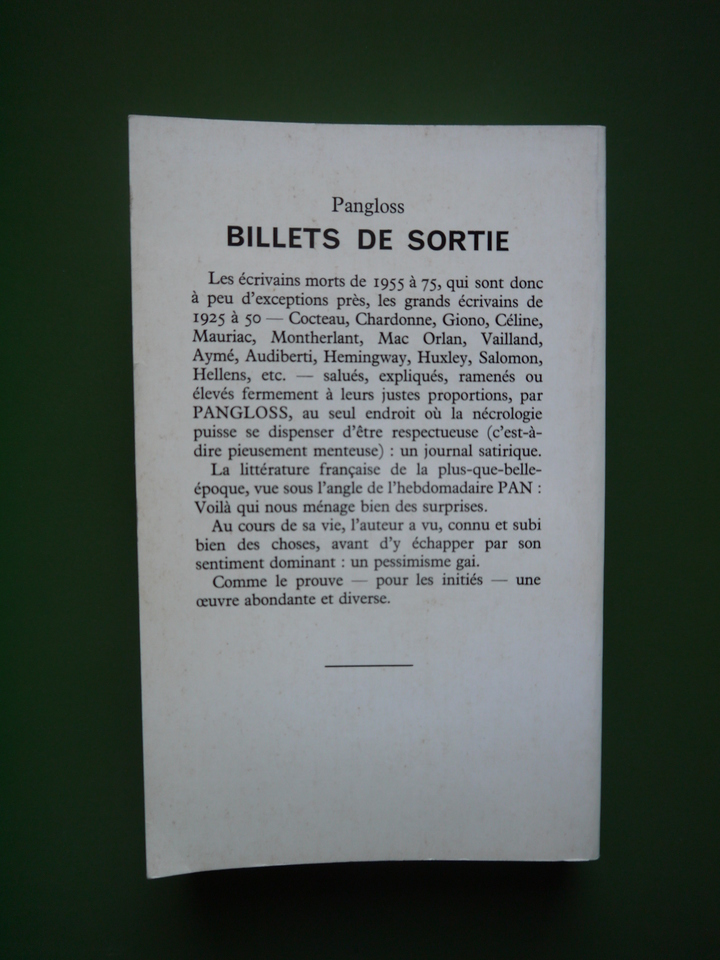 Pangloss
BILLETS DE SORTIE
Les écrivains morts de 1955 à 75, qui sont donc
à peu d'exceptions près, les grands écrivains de
1925 à 50 — Cocteau, Chardonne, Giono, Céline,
Mauriac, Montherlant, Mac Orlan, Vailland,
Aymé, Audiberti, Hemingway, Huxley, Salomon,
Hellens, etc. — salués, expliqués, ramenés ou
élevés fermement à leurs justes proportions, par
PANGLOSS, au seul endroit où la nécrologie
puisse se dispenser d'être respectueuse (c'est-à-
dire pieusement menteuse) : un journal satirique.
La littérature française de la plus-que-belle-
époque, vue sous l'angle de l'hebdomadaire PAN :
Voilà qui nous ménage bien des surprises.
Au cours de sa vie, l'auteur a vu, connu et subi
bien des choses, avant d'y échapper par son
sentiment dominant : un pessimisme gai.
Comme le prouve — pour les initiés — une
œuvre abondante et diverse.